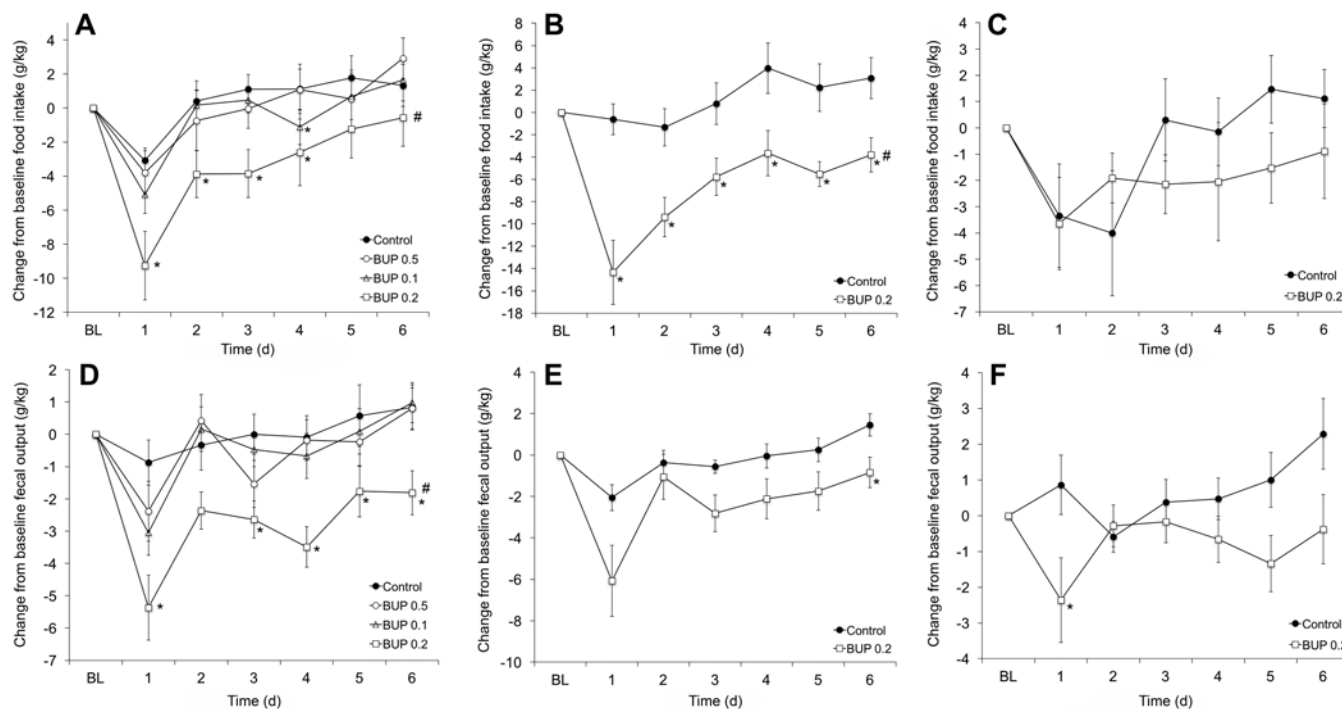 A
Change from baseline food intake (g/kg)
4
2
0
-2
-4
-6
-8
-10
-12
*
*
*
*
*
#
Control
BUP 0.5
BUP 0.1
BUP 0.2
BL 1 2 3 4 5 6
Time (d)
B
Change from baseline food intake (g/kg)
8
6
4
2
0
-2
-4
-6
-8
-10
-12
-14
-16
-18
*
*
*
*
*
*
#
Control
BUP 0.2
BL 1 2 3 4 5 6
Time (d)
C
Change from baseline food intake (g/kg)
4
3
2
1
0
-1
-2
-3
-4
-5
-6
-7
Control
BUP 0.2
BL 1 2 3 4 5 6
Time (d)
D
Change from baseline fecal output (g/kg)
2
1
0
-1
-2
-3
-4
-5
-6
-7
*
*
*
*
*
#
Control
BUP 0.5
BUP 0.1
BUP 0.2
BL 1 2 3 4 5 6
Time (d)
E
Change from baseline fecal output (g/kg)
4
2
0
-2
-4
-6
-8
-10
*
Control
BUP 0.2
BL 1 2 3 4 5 6
Time (d)
F
Change from baseline fecal output (g/kg)
4
3
2
1
0
-1
-2
-3
-4
*
Control
BUP 0.2
BL 1 2 3 4 5 6
Time (d)